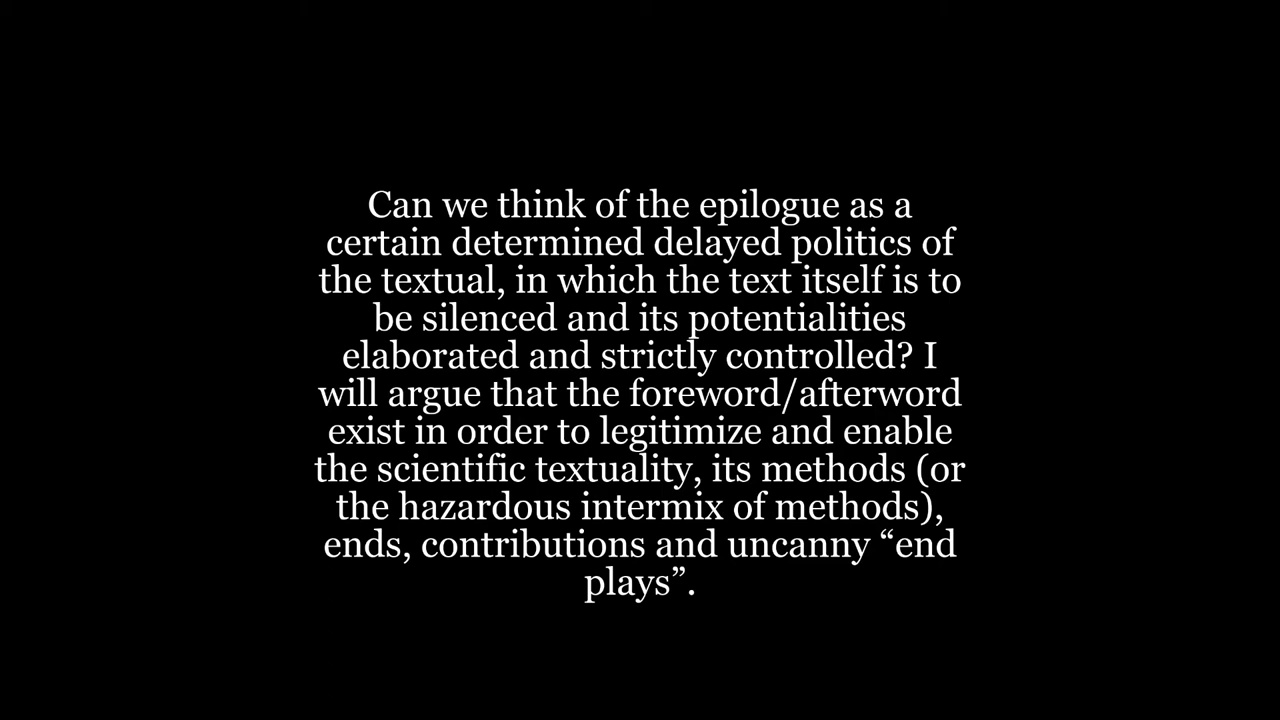 Can we think of the epilogue as a
certain determined delayed politics of
the textual, in which the text itself is to
be silenced and its potentialities
elaborated and strictly controlled? I
will argue that the foreword/afterword
exist in order to legitimize and enable
the scientific textuality, its methods (or
the hazardous intermix of methods),
ends, contributions and uncanny “end
plays”.